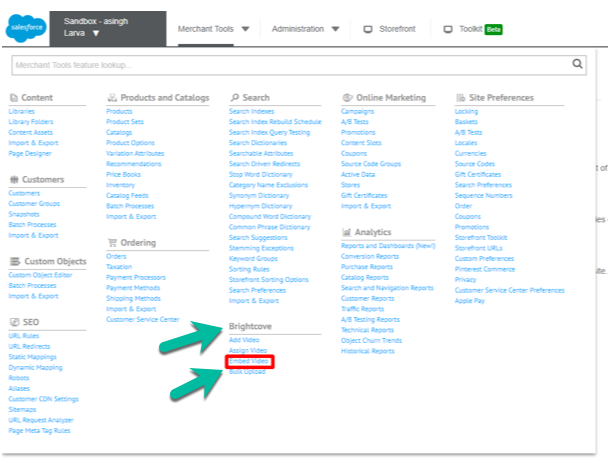 salesforce
Sandbox - asingh
Larva ▼
Merchant Tools ▼
Administration ▼
Storefront
Toolkit Beta
Merchant Tools feature lookup...
Content
Libraries
Library Folders
Content Assets
Import & Export
Page Designer
Customers
Customers
Customer Groups
Snapshots
Batch Processes
Import & Export
Custom Objects
Custom Object Editor
Batch Processes
Import & Export
SEO
URL Rules
URL Redirects
Static Mappings
Dynamic Mapping
Robots
Aliases
Customer CDN Settings
Sitemaps
URL Request Analyzer
Page Meta Tag Rules
Products and Catalogs
Products
Product Sets
Catalogs
Product Options
Variation Attributes
Recommendations
Price Books
Inventory
Catalog Feeds
Batch Processes
Import & Export
Ordering
Orders
Taxation
Payment Processors
Payment Methods
Shipping Methods
Import & Export
Customer Service Center
Search
Search Indexes
Search Index Rebuild Schedule
Search Index Query Testing
Search Dictionaries
Searchable Attributes
Search Driven Redirects
Stop Word Dictionary
Category Name Exclusions
Synonym Dictionary
Hypernym Dictionary
Compound Word Dictionary
Common Phrase Dictionary
Search Suggestions
Stemming Exceptions
Keyword Groups
Sorting Rules
Storefront Sorting Options
Search Preferences
Import & Export
Brightcove
Add Video
Assign Video
Embed Video
Bulk Upload
Online Marketing
Campaigns
A/B Tests
Promotions
Content Slots
Coupons
Source Code Groups
Active Data
Stores
Gift Certificates
Import & Export
Analytics
Reports and Dashboards (New!)
Conversion Reports
Purchase Reports
Catalog Reports
Search and Navigation Reports
Customer Reports
Traffic Reports
A/B Testing Reports
Technical Reports
Object Churn Trends
Historical Reports
Site Preferences
Locking
Baskets
A/B Tests
Locales
Currencies
Source Codes
Gift Certificates
Search Preferences
Sequence Numbers
Order
Coupons
Promotions
Storefront Toolkit
Storefront URLs
Custom Preferences
Pinterest Commerce
Privacy
Customer Service Center Preferences
Apple Pay
t of
ies
site.